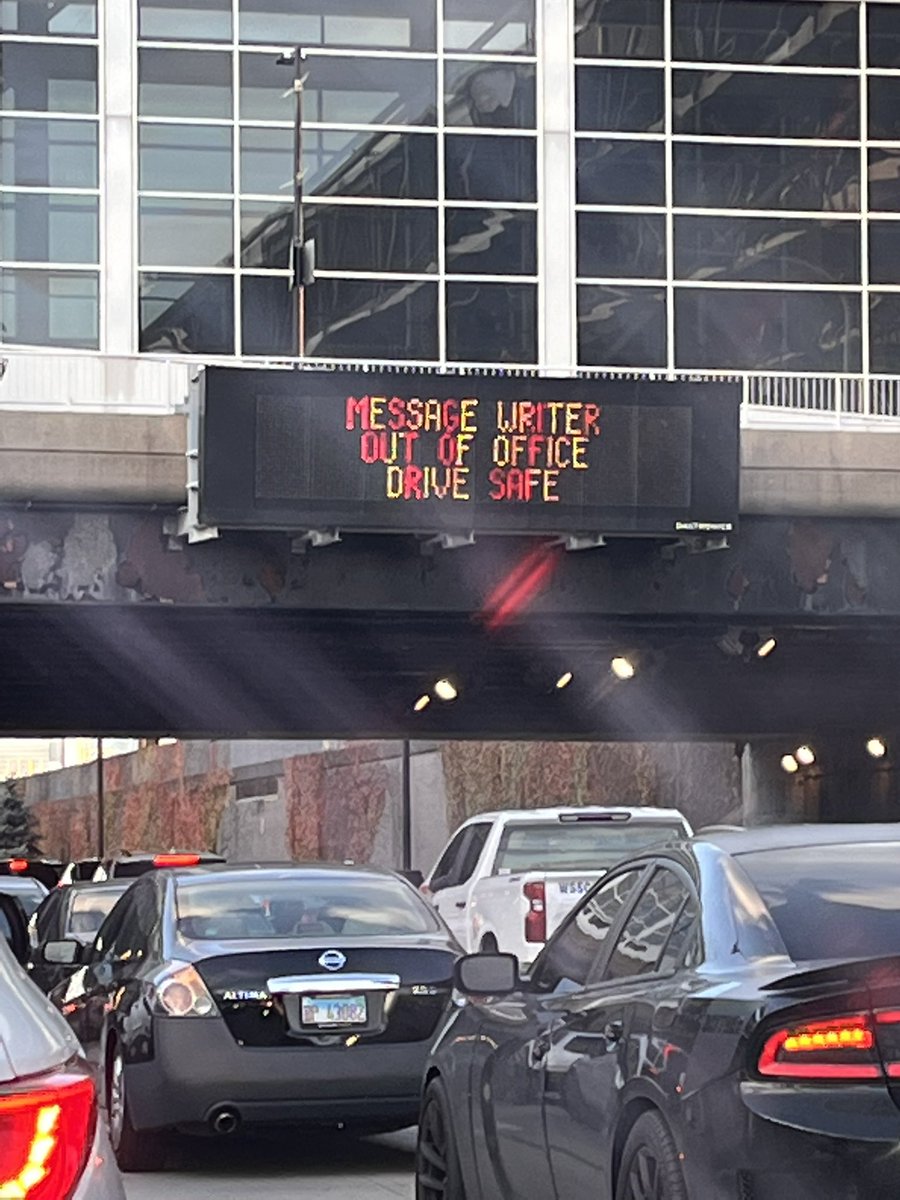 MESSAGE WRITER
OUT OF OFFICE
DRIVE SAFE
ALTIMA